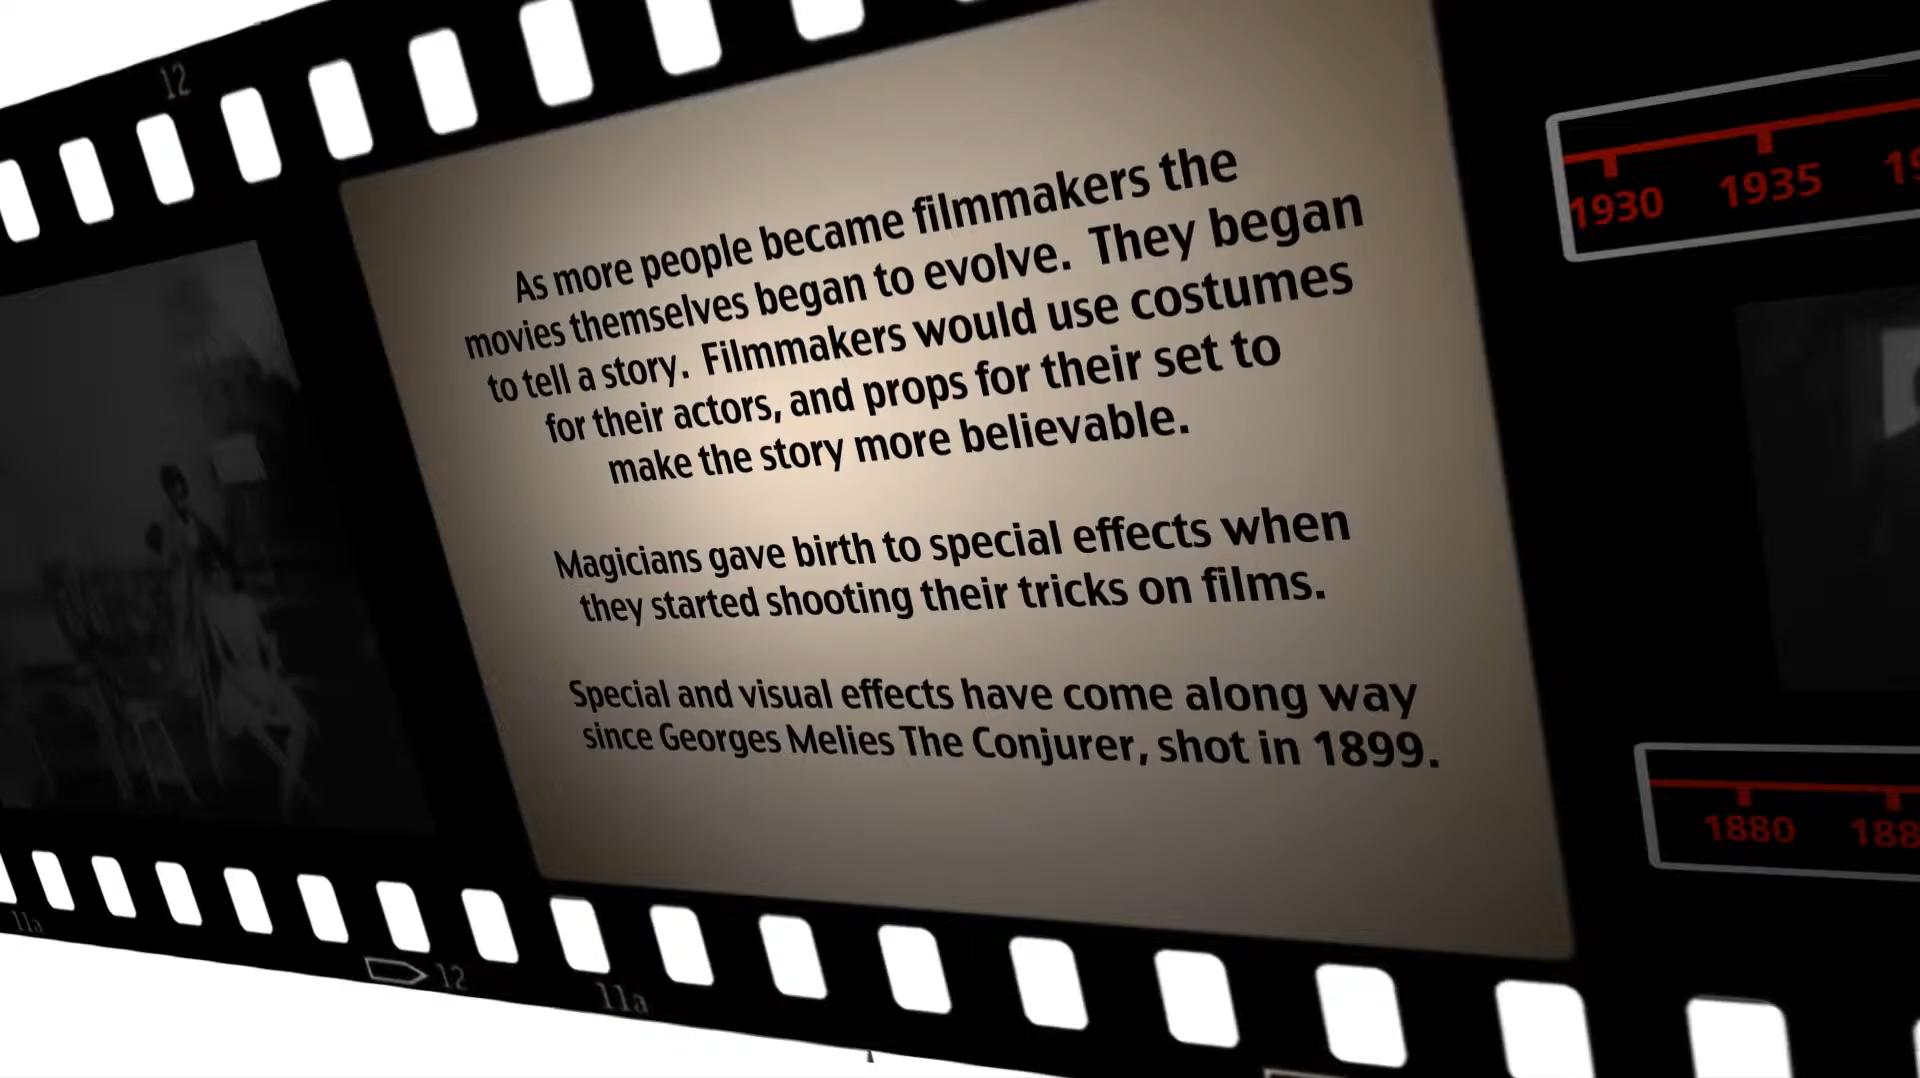 12
As more people became filmmakers the
movies themselves began to evolve. They began
to tell a story. Filmmakers would use costumes
for their actors, and props for their set to
make the story more believable.
Magicians gave birth to special effects when
they started shooting their tricks on films.
Special and visual effects have come along way
since Georges Melies The Conjurer, shot in 1899.
1930 1935
1880
11a
12
11a